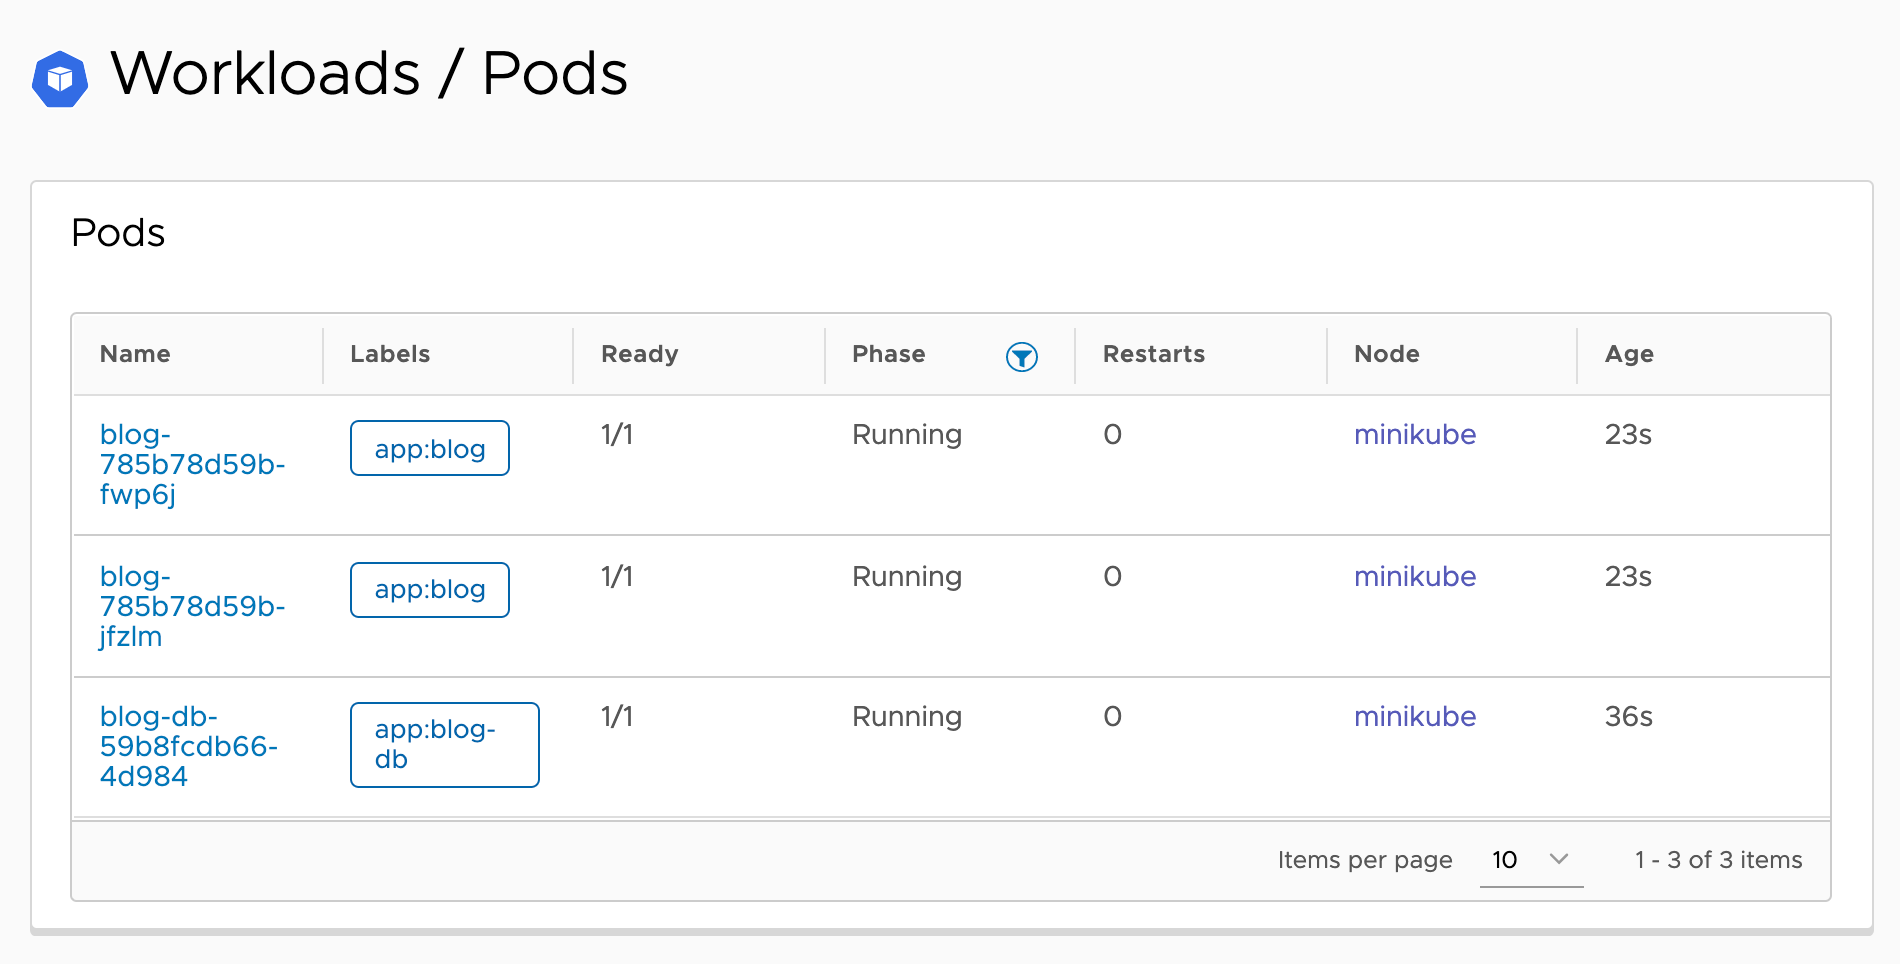 Workloads / Pods
Pods
Name Labels Ready Phase Restarts Node Age
blog-
785b78d59b-
fwp6j
app:blog
1/1 Running 0 minikube 23s
blog-
785b78d59b-
jfzlm
app:blog
1/1 Running 0 minikube 23s
blog-db-
59b8fcdb66-
4d984
app:blog-
db
1/1 Running 0 minikube 36s
Items per page 10 1 - 3 of 3 items